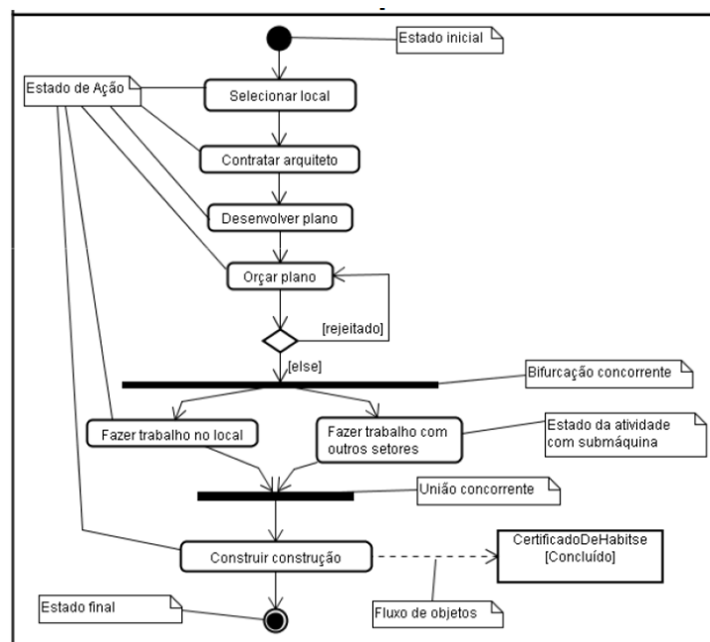 Estado inicial
Estado de Ação
Selecionar local
Contratar arquiteto
Desenvolver plano
Orçar plano
[rejeitado]
[else]
Bifurcação concorrente
Fazer trabalho no local
Fazer trabalho com
outros setores
Estado da atividade
com submáquina
União concorrente
Construir construção
CertificadoDeHabitse
[Concluído]
Estado final
Fluxo de objetos